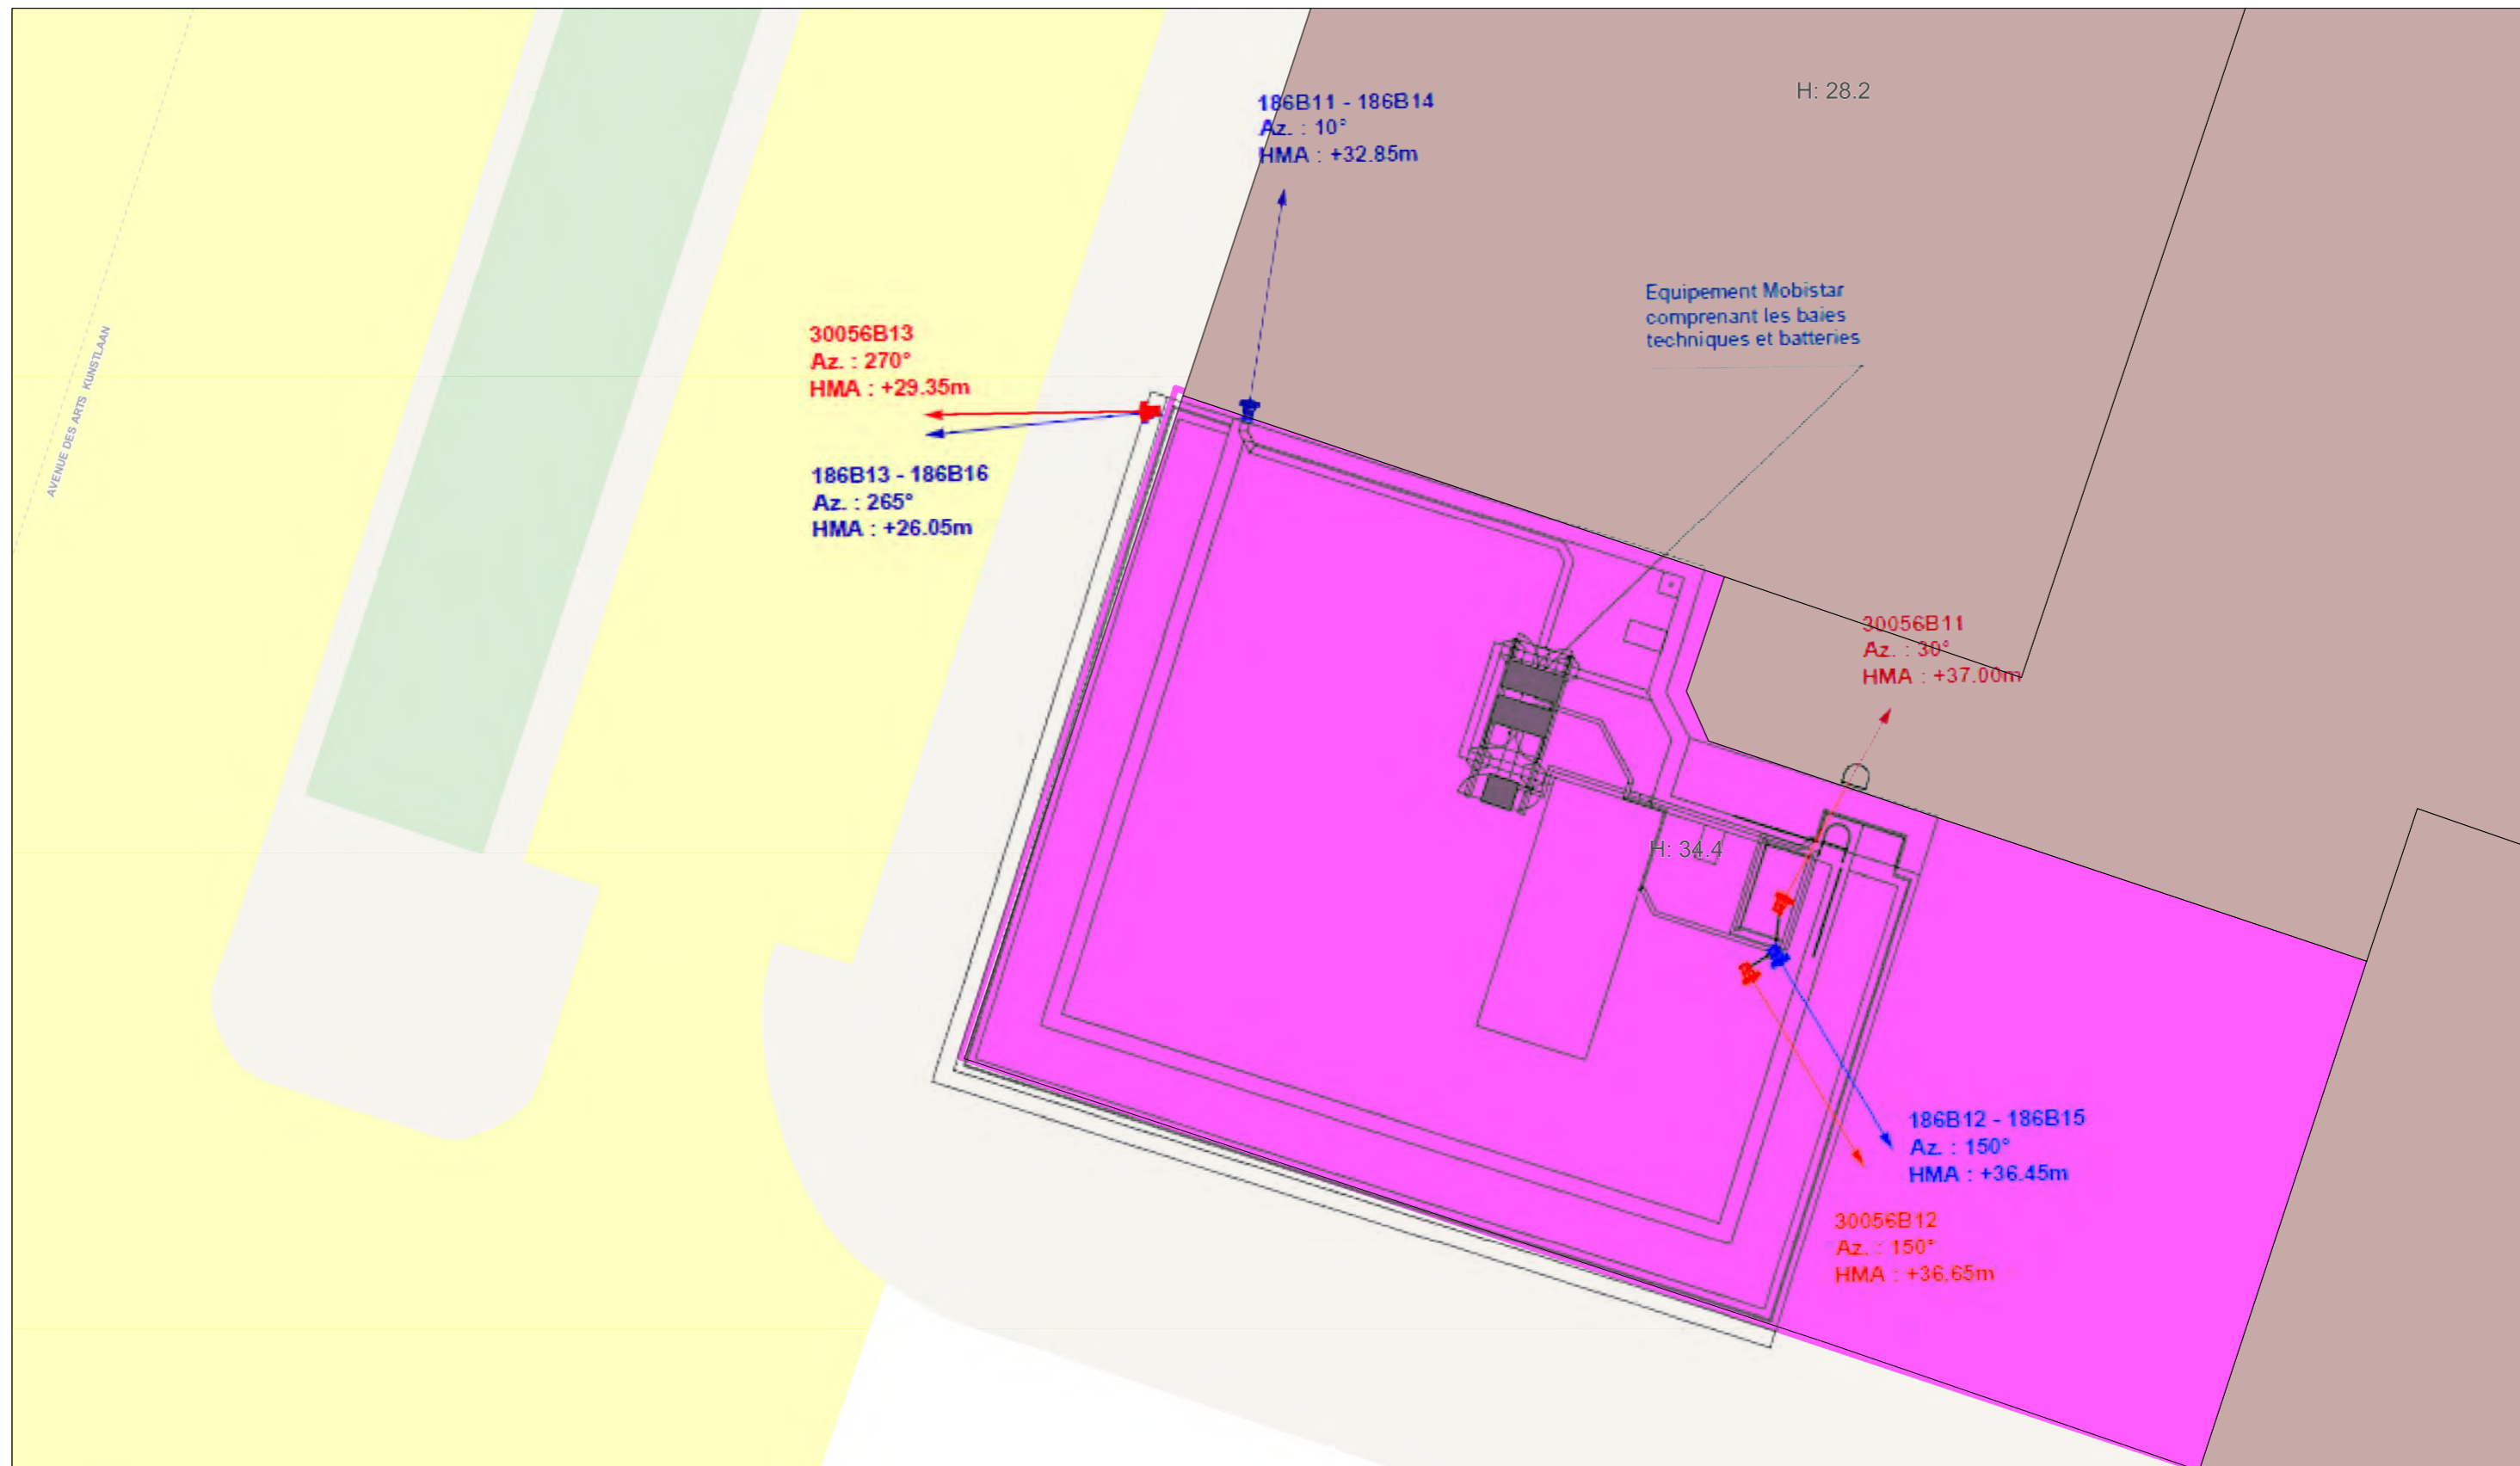 H: 28.2
186B11 - 186B14
Az. : 10°
HMA : +32.85m
Equipement Mobistar
comprenant les baies
techniques et batteries
30056B13
Az. : 270°
HMA : +29.35m
AVENUE DES ARTS KUNSTLAAN
186B13 - 186B16
Az. : 265°
HMA : +26.05m
30056B11
Az. : 30°
HMA : +37.00m
H: 34.4
186B12 - 186B15
Az. : 150°
HMA : +36.45m
30056B12
Az. : 150°
HMA : +36,65m